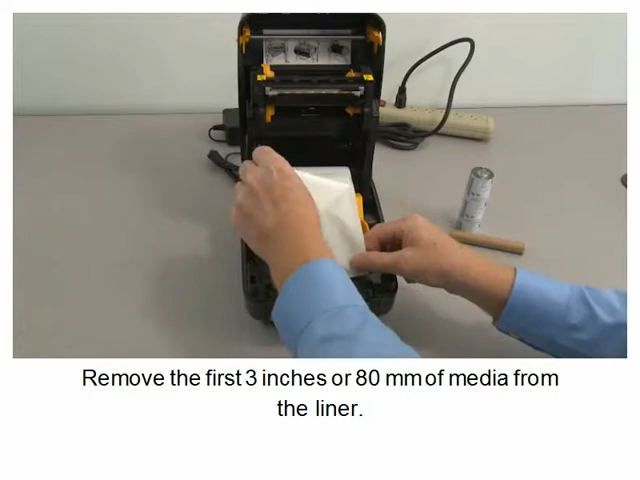 Remove the first 3 inches or 80 mm of media from
the liner.